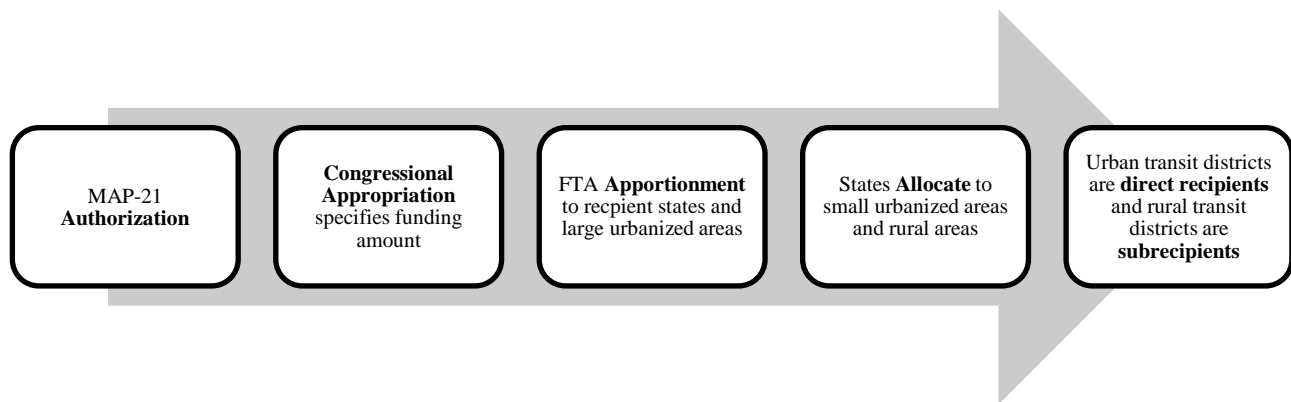 MAP-21
Authorization
Congressional
Appropriation
specifies funding
amount
FTA Apportionment
to recpient states and
large urbanized areas
States Allocate to
small urbanized areas
and rural areas
Urban transit districts
are direct recipients
and rural transit
districts are
subrecipients